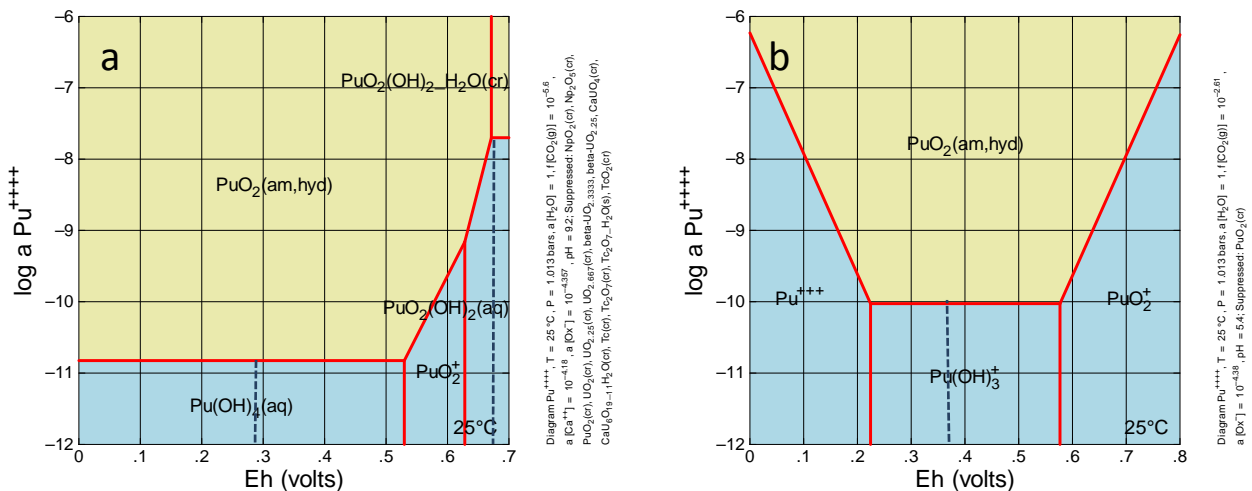 a
−6
−7
−8
−9
−10
−11
−12
log a Pu⁺⁺⁺⁺
PuO₂(OH)₂_H₂O(cr)
PuO₂(am,hyd)
PuO₂(OH)₂(aq)
PuO₂⁺
Pu(OH)₄(aq)
25°C
0 .1 .2 .3 .4 .5 .6 .7
Eh (volts)
Diagram Pu⁺⁺⁺⁺, T = 25 °C, P = 1.013 bars, a [H₂O] = 1, f [CO₂(g)] = 10⁻⁵·⁶,
a [Ca⁺⁺] = 10⁻⁴·¹⁸, a [Ox⁻] = 10⁻⁴·³⁵⁷, pH = 9.2; Suppressed: NpO₂(cr), Np₂O₅(cr),
PuO₂(cr), UO₂(cr), UO₂.₆₆₇(cr), UO₂.₂₅(cr), beta-UO₂.₃₃₃₃, beta-UO₂.₂₅, CaUO₄(cr),
CaU₆O₁₉₋₁₁H₂O(cr), Tc(cr), Tc₂O₇(cr), Tc₂O₇_H₂O(s), TcO₂(cr)
b
−6
−7
−8
−9
−10
−11
−12
log a Pu⁺⁺⁺⁺
PuO₂(am,hyd)
Pu⁺⁺⁺
PuO₂⁺
Pu(OH)₃⁺
25°C
0 .1 .2 .3 .4 .5 .6 .7 .8
Eh (volts)
Diagram Pu⁺⁺⁺⁺, T = 25 °C, P = 1.013 bars, a [H₂O] = 1, f [CO₂(g)] = 10⁻²·⁶¹,
a [Ox⁻] = 10⁻⁴·³⁸, pH = 5.4; Suppressed: PuO₂(cr)